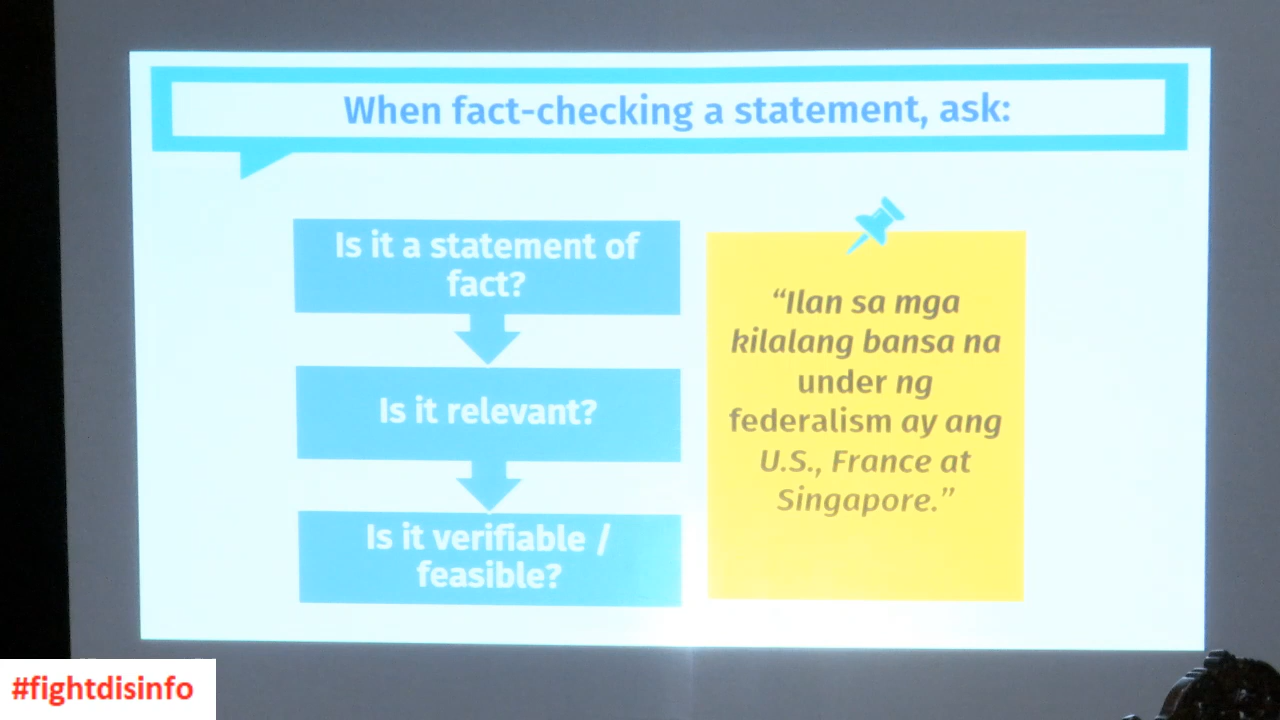 When fact-checking a statement, ask:
Is it a statement of
fact?
Is it relevant?
Is it verifiable /
feasible?
“Ilan sa mga
kilalang bansa na
under ng
federalism ay ang
U.S., France at
Singapore.”
#fightdisinfo